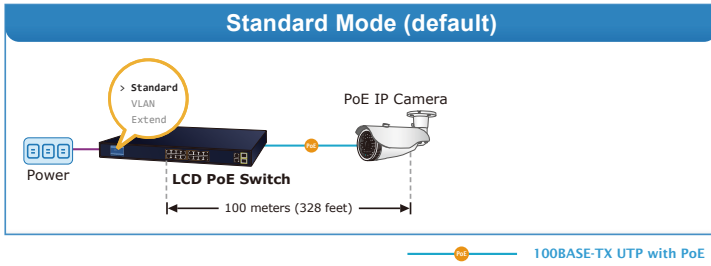 Standard Mode (default)
> Standard
VLAN
Extend
PoE IP Camera
PoE
Power
LCD PoE Switch
100 meters (328 feet)
PoE
100BASE-TX UTP with PoE